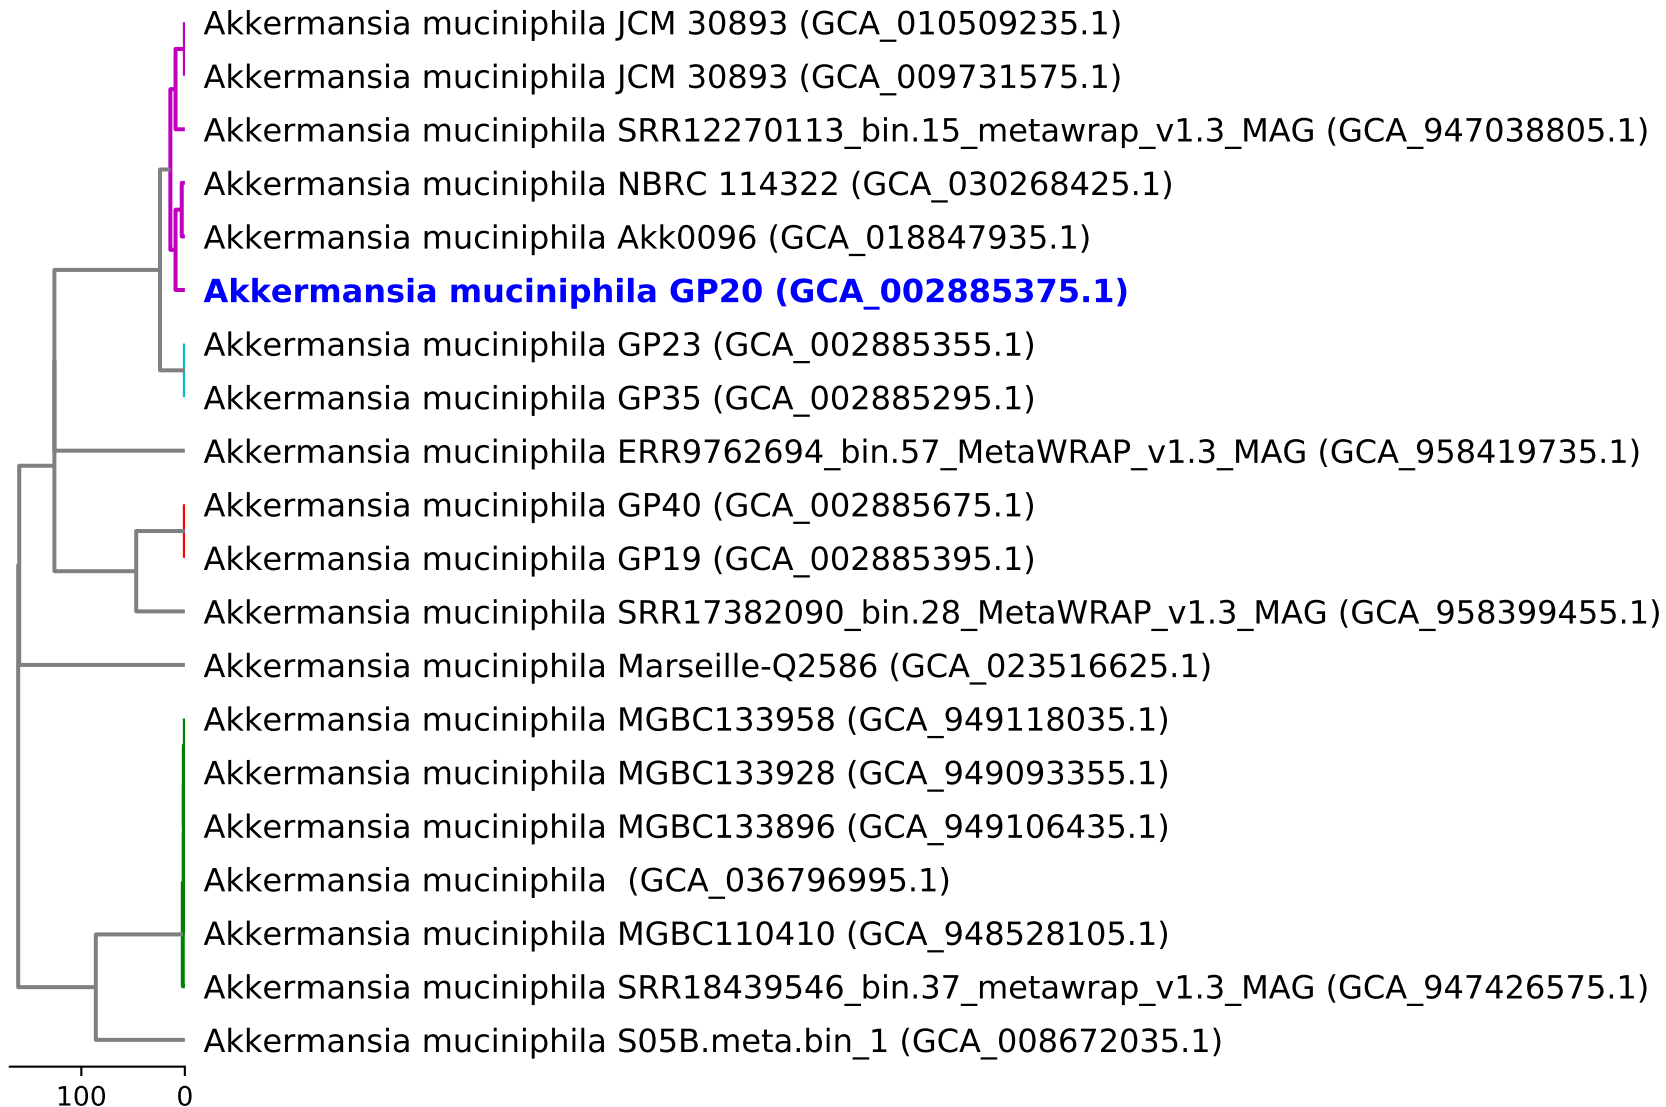 Akkermansia muciniphila JCM 30893 (GCA_010509235.1)
Akkermansia muciniphila JCM 30893 (GCA_009731575.1)
Akkermansia muciniphila SRR12270113_bin.15_metawrap_v1.3_MAG (GCA_947038805.1)
Akkermansia muciniphila NBRC 114322 (GCA_030268425.1)
Akkermansia muciniphila Akk0096 (GCA_018847935.1)
Akkermansia muciniphila GP20 (GCA_002885375.1)
Akkermansia muciniphila GP23 (GCA_002885355.1)
Akkermansia muciniphila GP35 (GCA_002885295.1)
Akkermansia muciniphila ERR9762694_bin.57_MetaWRAP_v1.3_MAG (GCA_958419735.1)
Akkermansia muciniphila GP40 (GCA_002885675.1)
Akkermansia muciniphila GP19 (GCA_002885395.1)
Akkermansia muciniphila SRR17382090_bin.28_MetaWRAP_v1.3_MAG (GCA_958399455.1)
Akkermansia muciniphila Marseille-Q2586 (GCA_023516625.1)
Akkermansia muciniphila MGBC133958 (GCA_949118035.1)
Akkermansia muciniphila MGBC133928 (GCA_949093355.1)
Akkermansia muciniphila MGBC133896 (GCA_949106435.1)
Akkermansia muciniphila  (GCA_036796995.1)
Akkermansia muciniphila MGBC110410 (GCA_948528105.1)
Akkermansia muciniphila SRR18439546_bin.37_metawrap_v1.3_MAG (GCA_947426575.1)
Akkermansia muciniphila S05B.meta.bin_1 (GCA_008672035.1)
100 0